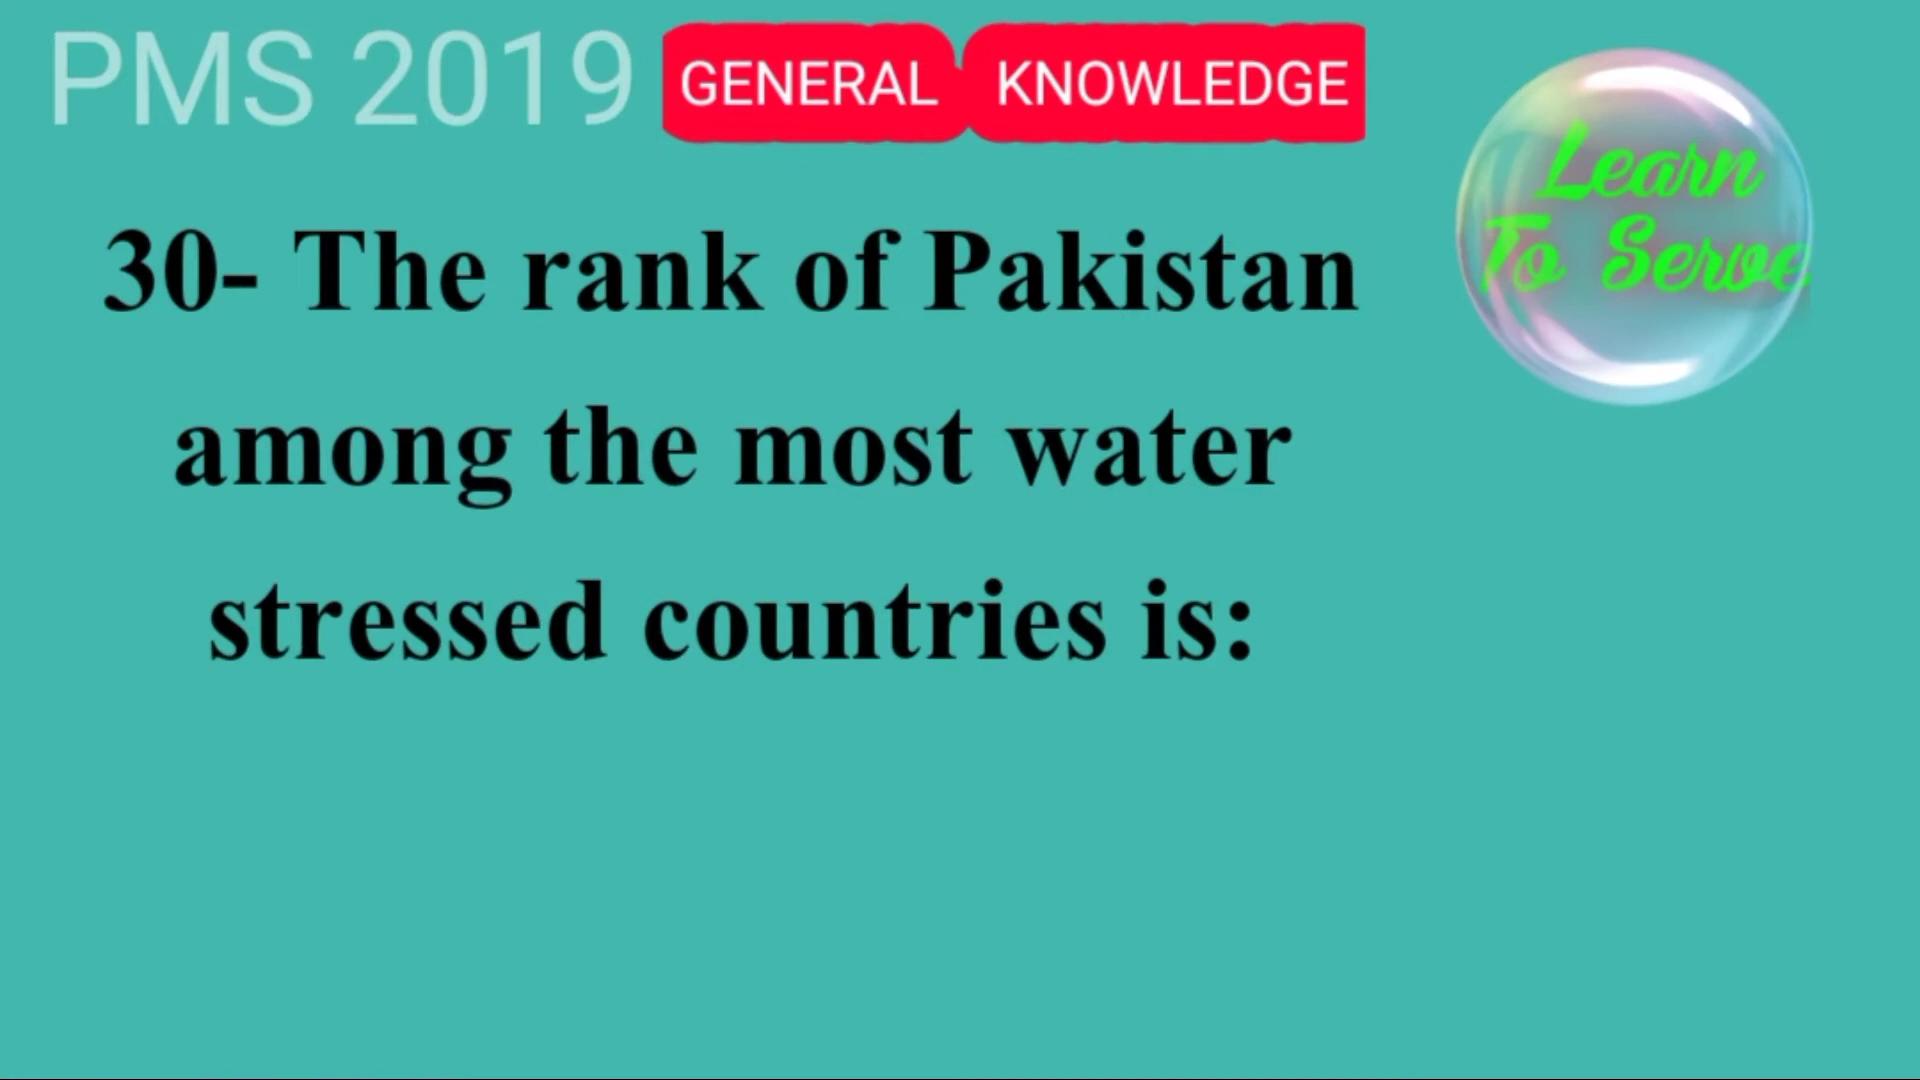 PMS 2019 GENERAL KNOWLEDGE
Learn
To Serve
30- The rank of Pakistan
among the most water
stressed countries is: